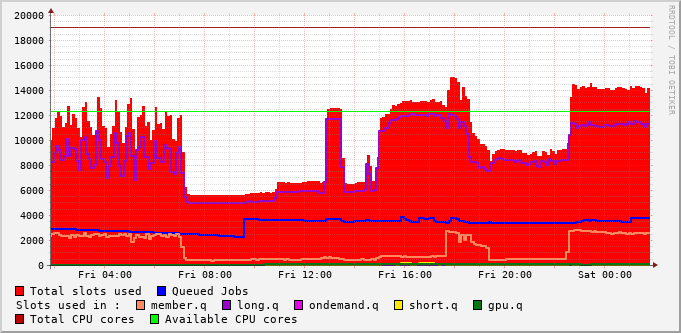 20000
18000
16000
14000
12000
10000
8000
6000
4000
2000
0
Fri 04:00 Fri 08:00 Fri 12:00 Fri 16:00 Fri 20:00 Sat 00:00
RRDTOOL / TOBI OETIKER
Total slots used Queued Jobs
Slots used in : member.q long.q ondemand.q short.q gpu.q
Total CPU cores Available CPU cores